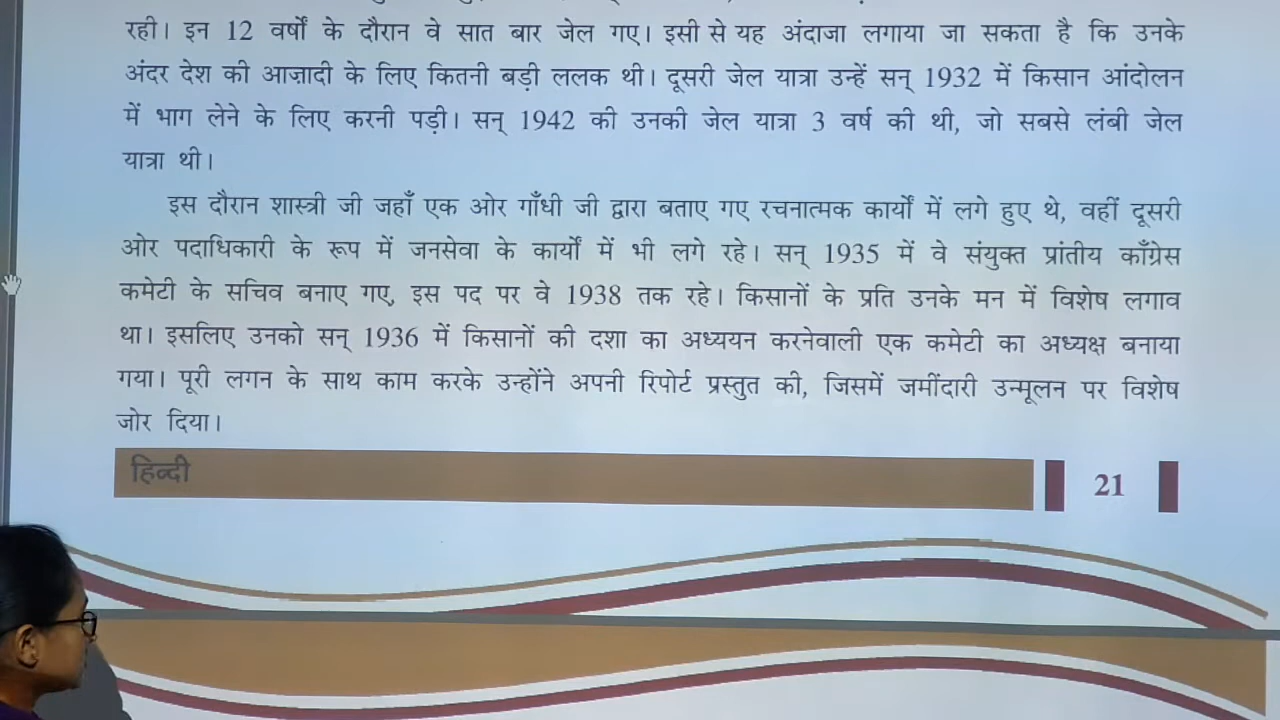 रही। इन 12 वर्षों के दौरान वे सात बार जेल गए। इसी से यह अंदाजा लगाया जा सकता है कि उनके
अंदर देश की आज़ादी के लिए कितनी बड़ी ललक थी। दूसरी जेल यात्रा उन्हें सन् 1932 में किसान आंदोलन
में भाग लेने के लिए करनी पड़ी। सन् 1942 की उनकी जेल यात्रा 3 वर्ष की थी, जो सबसे लंबी जेल
यात्रा थी।
इस दौरान शास्त्री जी जहाँ एक ओर गाँधी जी द्वारा बताए गए रचनात्मक कार्यों में लगे हुए थे, वहीं दूसरी
ओर पदाधिकारी के रूप में जनसेवा के कार्यों में भी लगे रहे। सन् 1935 में वे संयुक्त प्रांतीय काँग्रेस
कमेटी के सचिव बनाए गए, इस पद पर वे 1938 तक रहे। किसानों के प्रति उनके मन में विशेष लगाव
था। इसलिए उनको सन् 1936 में किसानों की दशा का अध्ययन करनेवाली एक कमेटी का अध्यक्ष बनाया
गया। पूरी लगन के साथ काम करके उन्होंने अपनी रिपोर्ट प्रस्तुत की, जिसमें जमींदारी उन्मूलन पर विशेष
जोर दिया।
हिन्दी
21